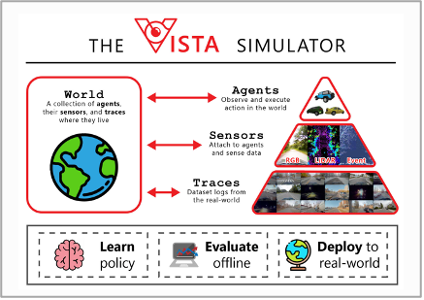 THE VISTA SIMULATOR
World
A collection of agents,
their sensors, and traces
where they live
Agents
Observe and execute
action in the world
Sensors
Attach to agents
and sense data
RGB LiDAR Event
Traces
Dataset logs from
the real-world
Learn
policy
Evaluate
offline
Deploy to
real-world